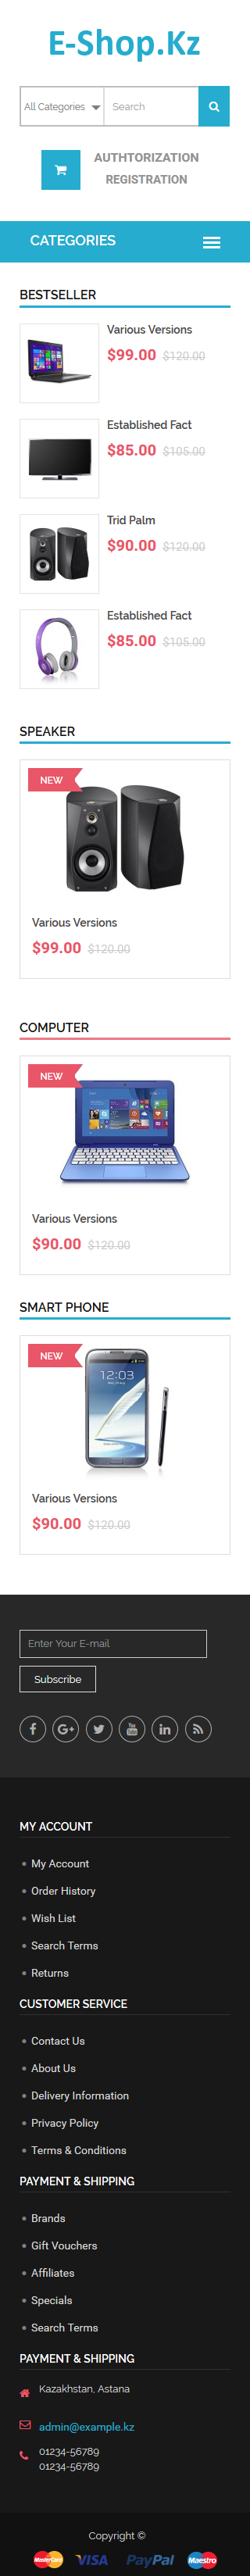 E-Shop.Kz
All Categories
Search
AUTHTORIZATION
REGISTRATION
CATEGORIES
BESTSELLER
Various Versions
$99.00 $120.00
Established Fact
$85.00 $105.00
Trid Palm
$90.00 $120.00
Established Fact
$85.00 $105.00
SPEAKER
NEW
Various Versions
$99.00 $120.00
COMPUTER
NEW
Various Versions
$90.00 $120.00
SMART PHONE
NEW
12:03
Various Versions
$90.00 $120.00
Enter Your E-mail
Subscribe
MY ACCOUNT
My Account
Order History
Wish List
Search Terms
Returns
CUSTOMER SERVICE
Contact Us
About Us
Delivery Information
Privacy Policy
Terms & Conditions
PAYMENT & SHIPPING
Brands
Gift Vouchers
Affiliates
Specials
Search Terms
PAYMENT & SHIPPING
Kazakhstan, Astana
admin@example.kz
01234-56789
01234-56789
Copyright ©
MasterCard VISA PayPal Maestro